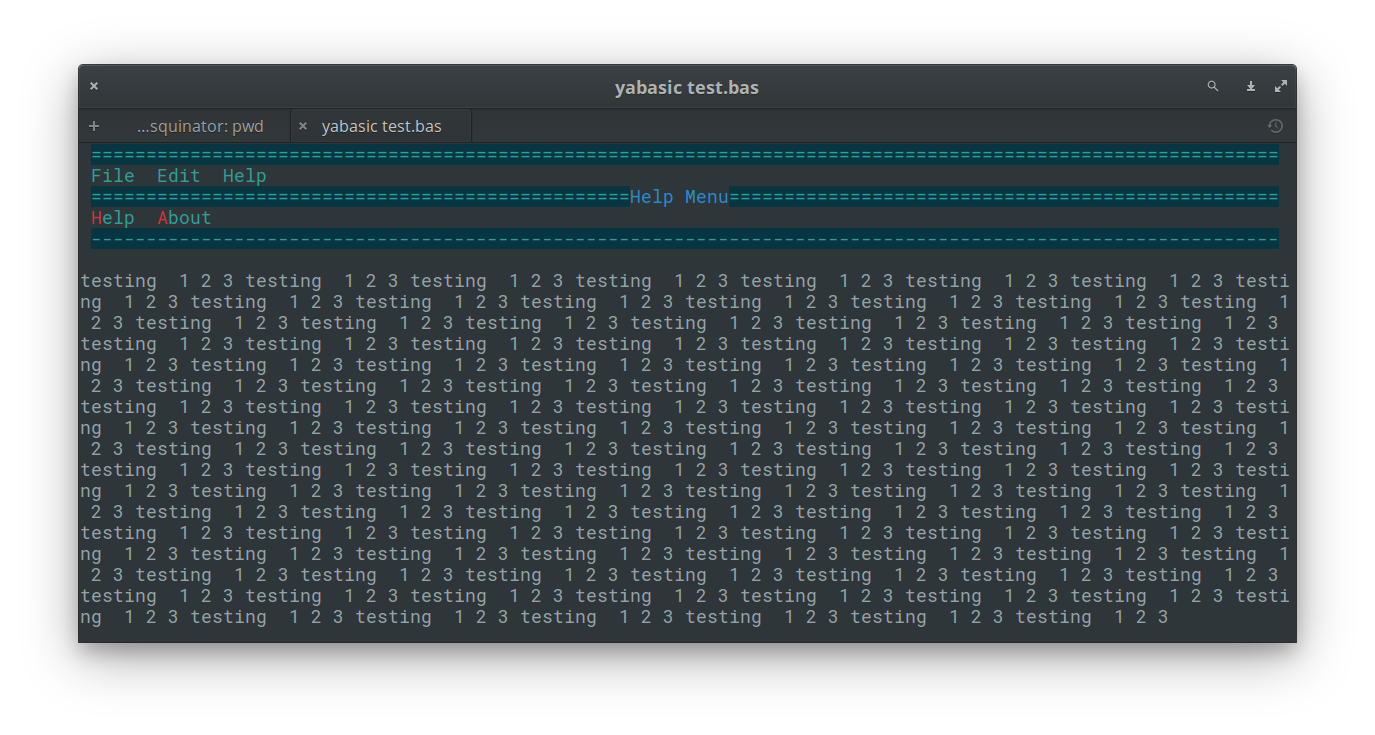 yabasic test.bas
...squinator: pwd
yabasic test.bas
============================================================================================================
File  Edit  Help
=================================================Help Menu==================================================
Help  About
------------------------------------------------------------------------------------------------------------
testing  1 2 3 testing  1 2 3 testing  1 2 3 testing  1 2 3 testing  1 2 3 testing  1 2 3 testing  1 2 3 testi
ng  1 2 3 testing  1 2 3 testing  1 2 3 testing  1 2 3 testing  1 2 3 testing  1 2 3 testing  1 2 3 testing  1
 2 3 testing  1 2 3 testing  1 2 3 testing  1 2 3 testing  1 2 3 testing  1 2 3 testing  1 2 3 testing  1 2 3
testing  1 2 3 testing  1 2 3 testing  1 2 3 testing  1 2 3 testing  1 2 3 testing  1 2 3 testing  1 2 3 testi
ng  1 2 3 testing  1 2 3 testing  1 2 3 testing  1 2 3 testing  1 2 3 testing  1 2 3 testing  1 2 3 testing  1
 2 3 testing  1 2 3 testing  1 2 3 testing  1 2 3 testing  1 2 3 testing  1 2 3 testing  1 2 3 testing  1 2 3
testing  1 2 3 testing  1 2 3 testing  1 2 3 testing  1 2 3 testing  1 2 3 testing  1 2 3 testing  1 2 3 testi
ng  1 2 3 testing  1 2 3 testing  1 2 3 testing  1 2 3 testing  1 2 3 testing  1 2 3 testing  1 2 3 testing  1
 2 3 testing  1 2 3 testing  1 2 3 testing  1 2 3 testing  1 2 3 testing  1 2 3 testing  1 2 3 testing  1 2 3
testing  1 2 3 testing  1 2 3 testing  1 2 3 testing  1 2 3 testing  1 2 3 testing  1 2 3 testing  1 2 3 testi
ng  1 2 3 testing  1 2 3 testing  1 2 3 testing  1 2 3 testing  1 2 3 testing  1 2 3 testing  1 2 3 testing  1
 2 3 testing  1 2 3 testing  1 2 3 testing  1 2 3 testing  1 2 3 testing  1 2 3 testing  1 2 3 testing  1 2 3
testing  1 2 3 testing  1 2 3 testing  1 2 3 testing  1 2 3 testing  1 2 3 testing  1 2 3 testing  1 2 3 testi
ng  1 2 3 testing  1 2 3 testing  1 2 3 testing  1 2 3 testing  1 2 3 testing  1 2 3 testing  1 2 3 testing  1
 2 3 testing  1 2 3 testing  1 2 3 testing  1 2 3 testing  1 2 3 testing  1 2 3 testing  1 2 3 testing  1 2 3
testing  1 2 3 testing  1 2 3 testing  1 2 3 testing  1 2 3 testing  1 2 3 testing  1 2 3 testing  1 2 3 testi
ng  1 2 3 testing  1 2 3 testing  1 2 3 testing  1 2 3 testing  1 2 3 testing  1 2 3 testing  1 2 3